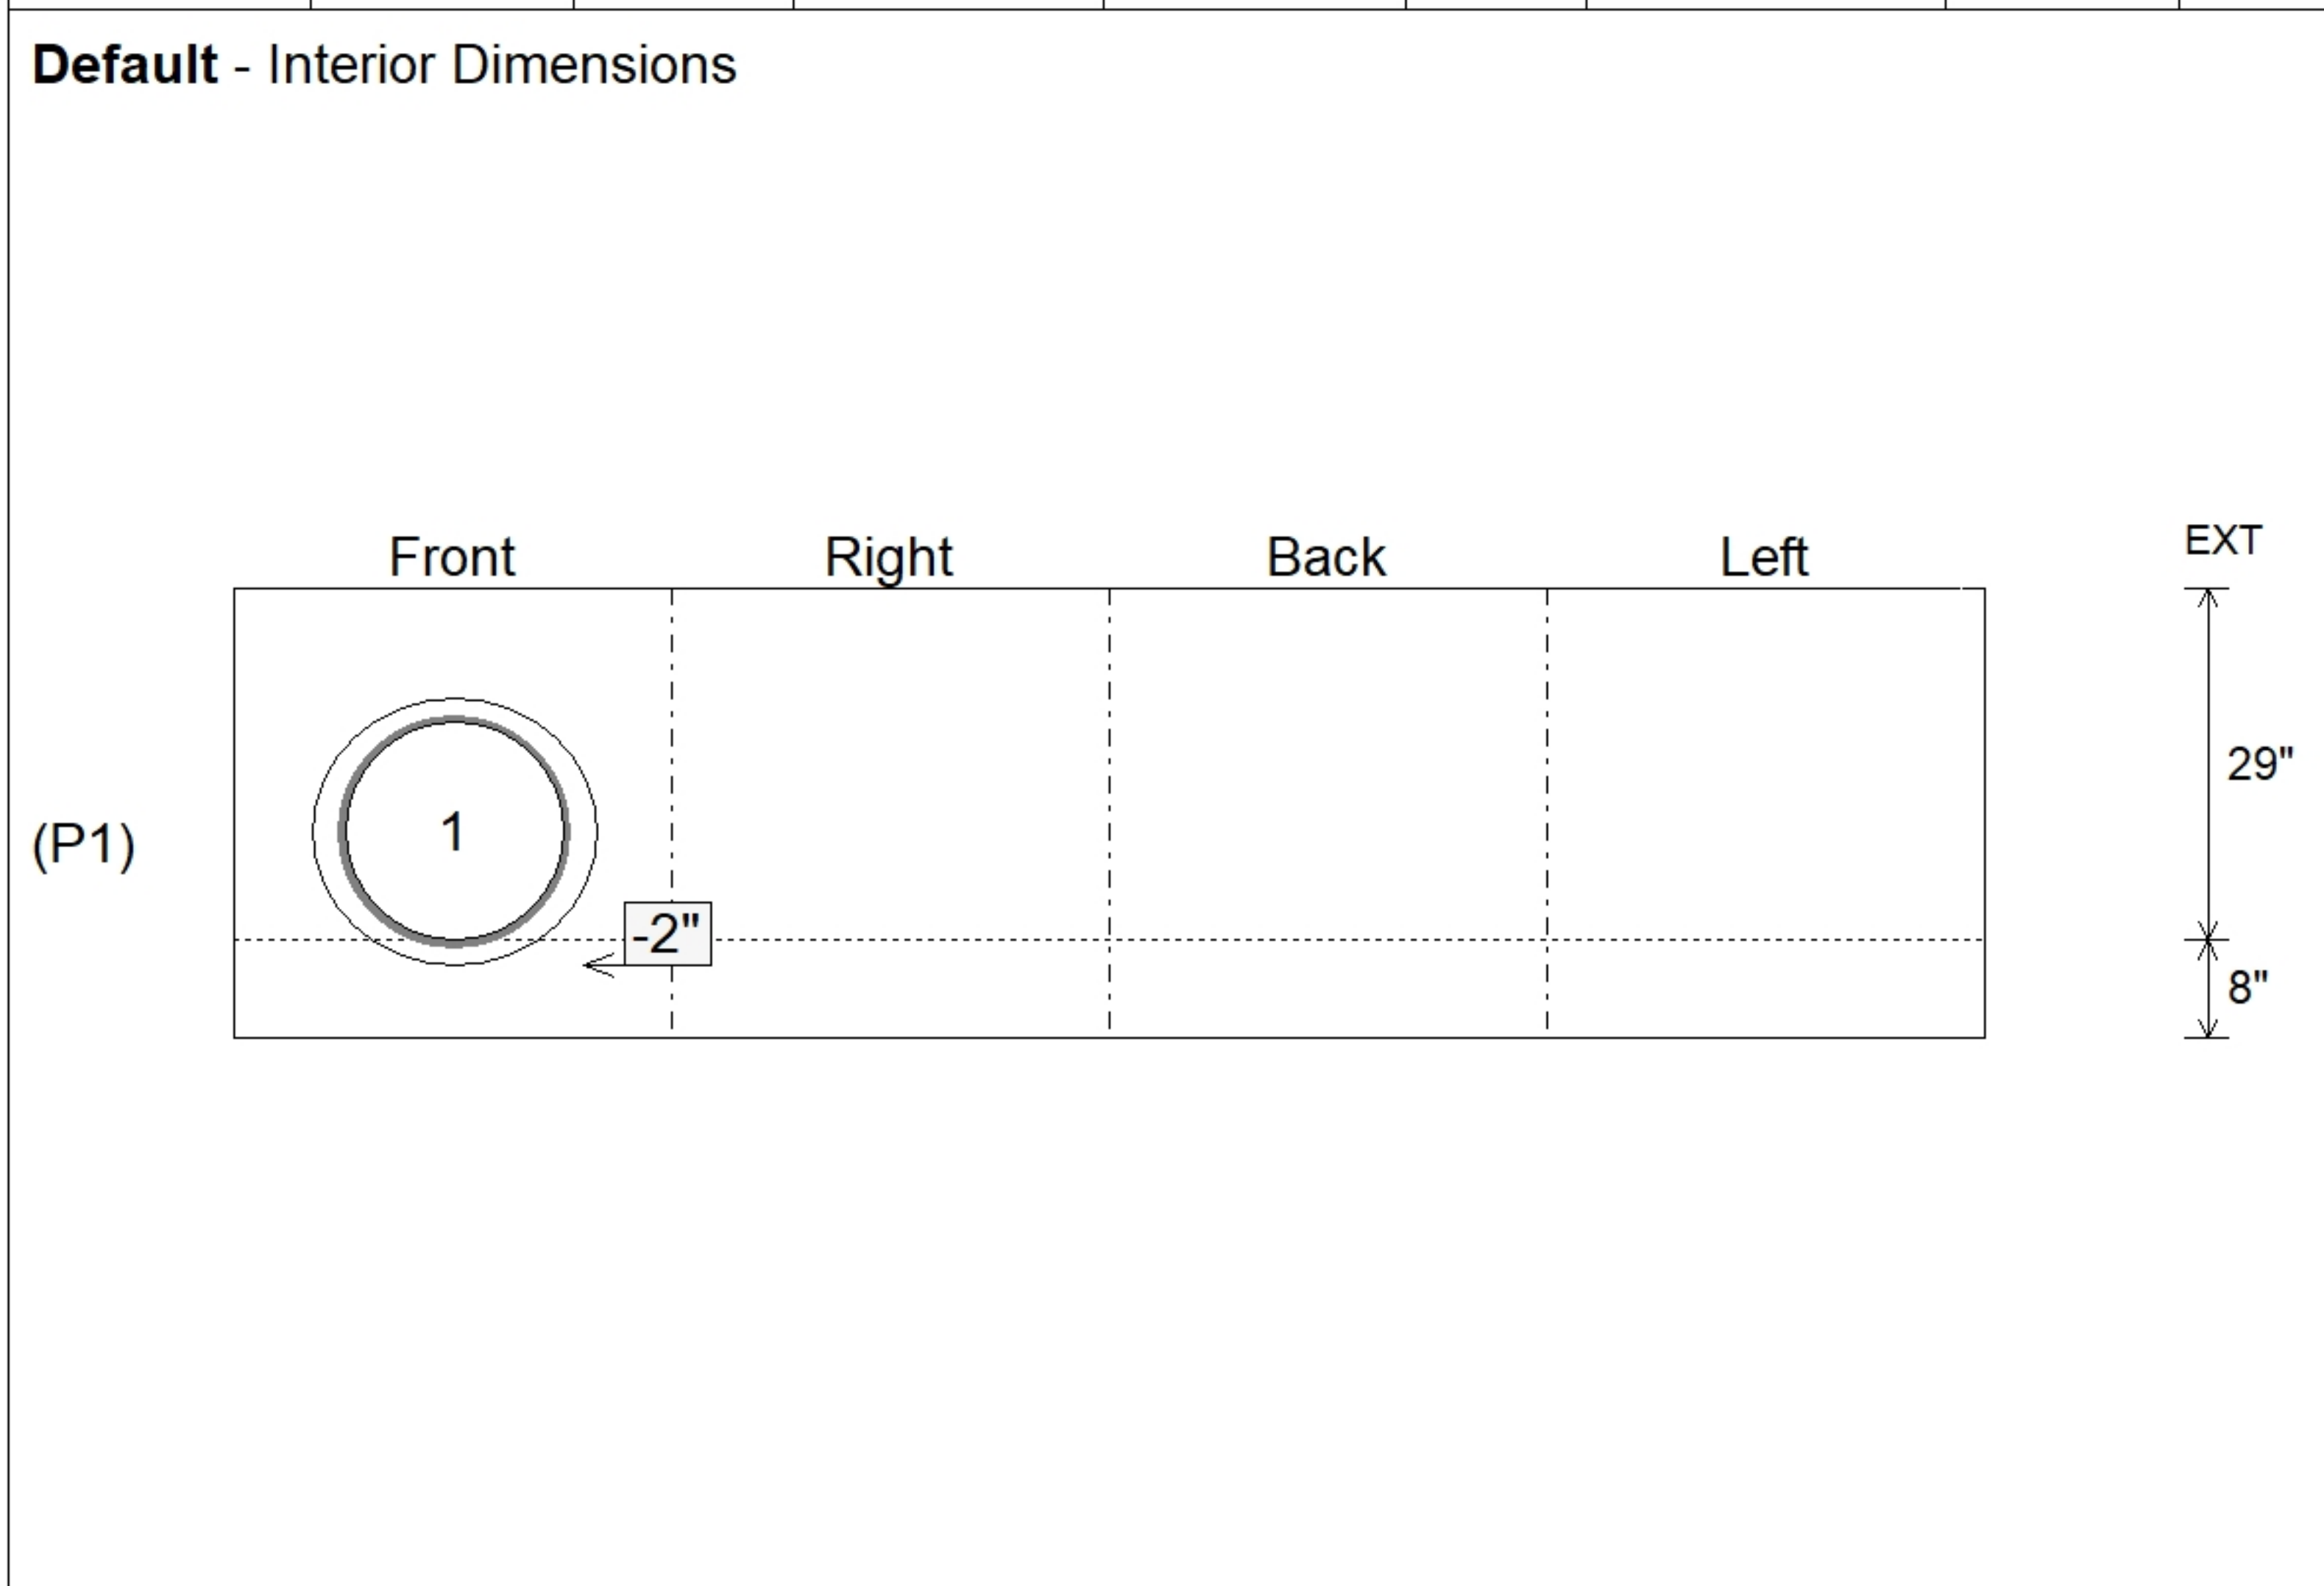 Default - Interior Dimensions
Front Right Back Left EXT
29"
1
(P1)
-2"
8"